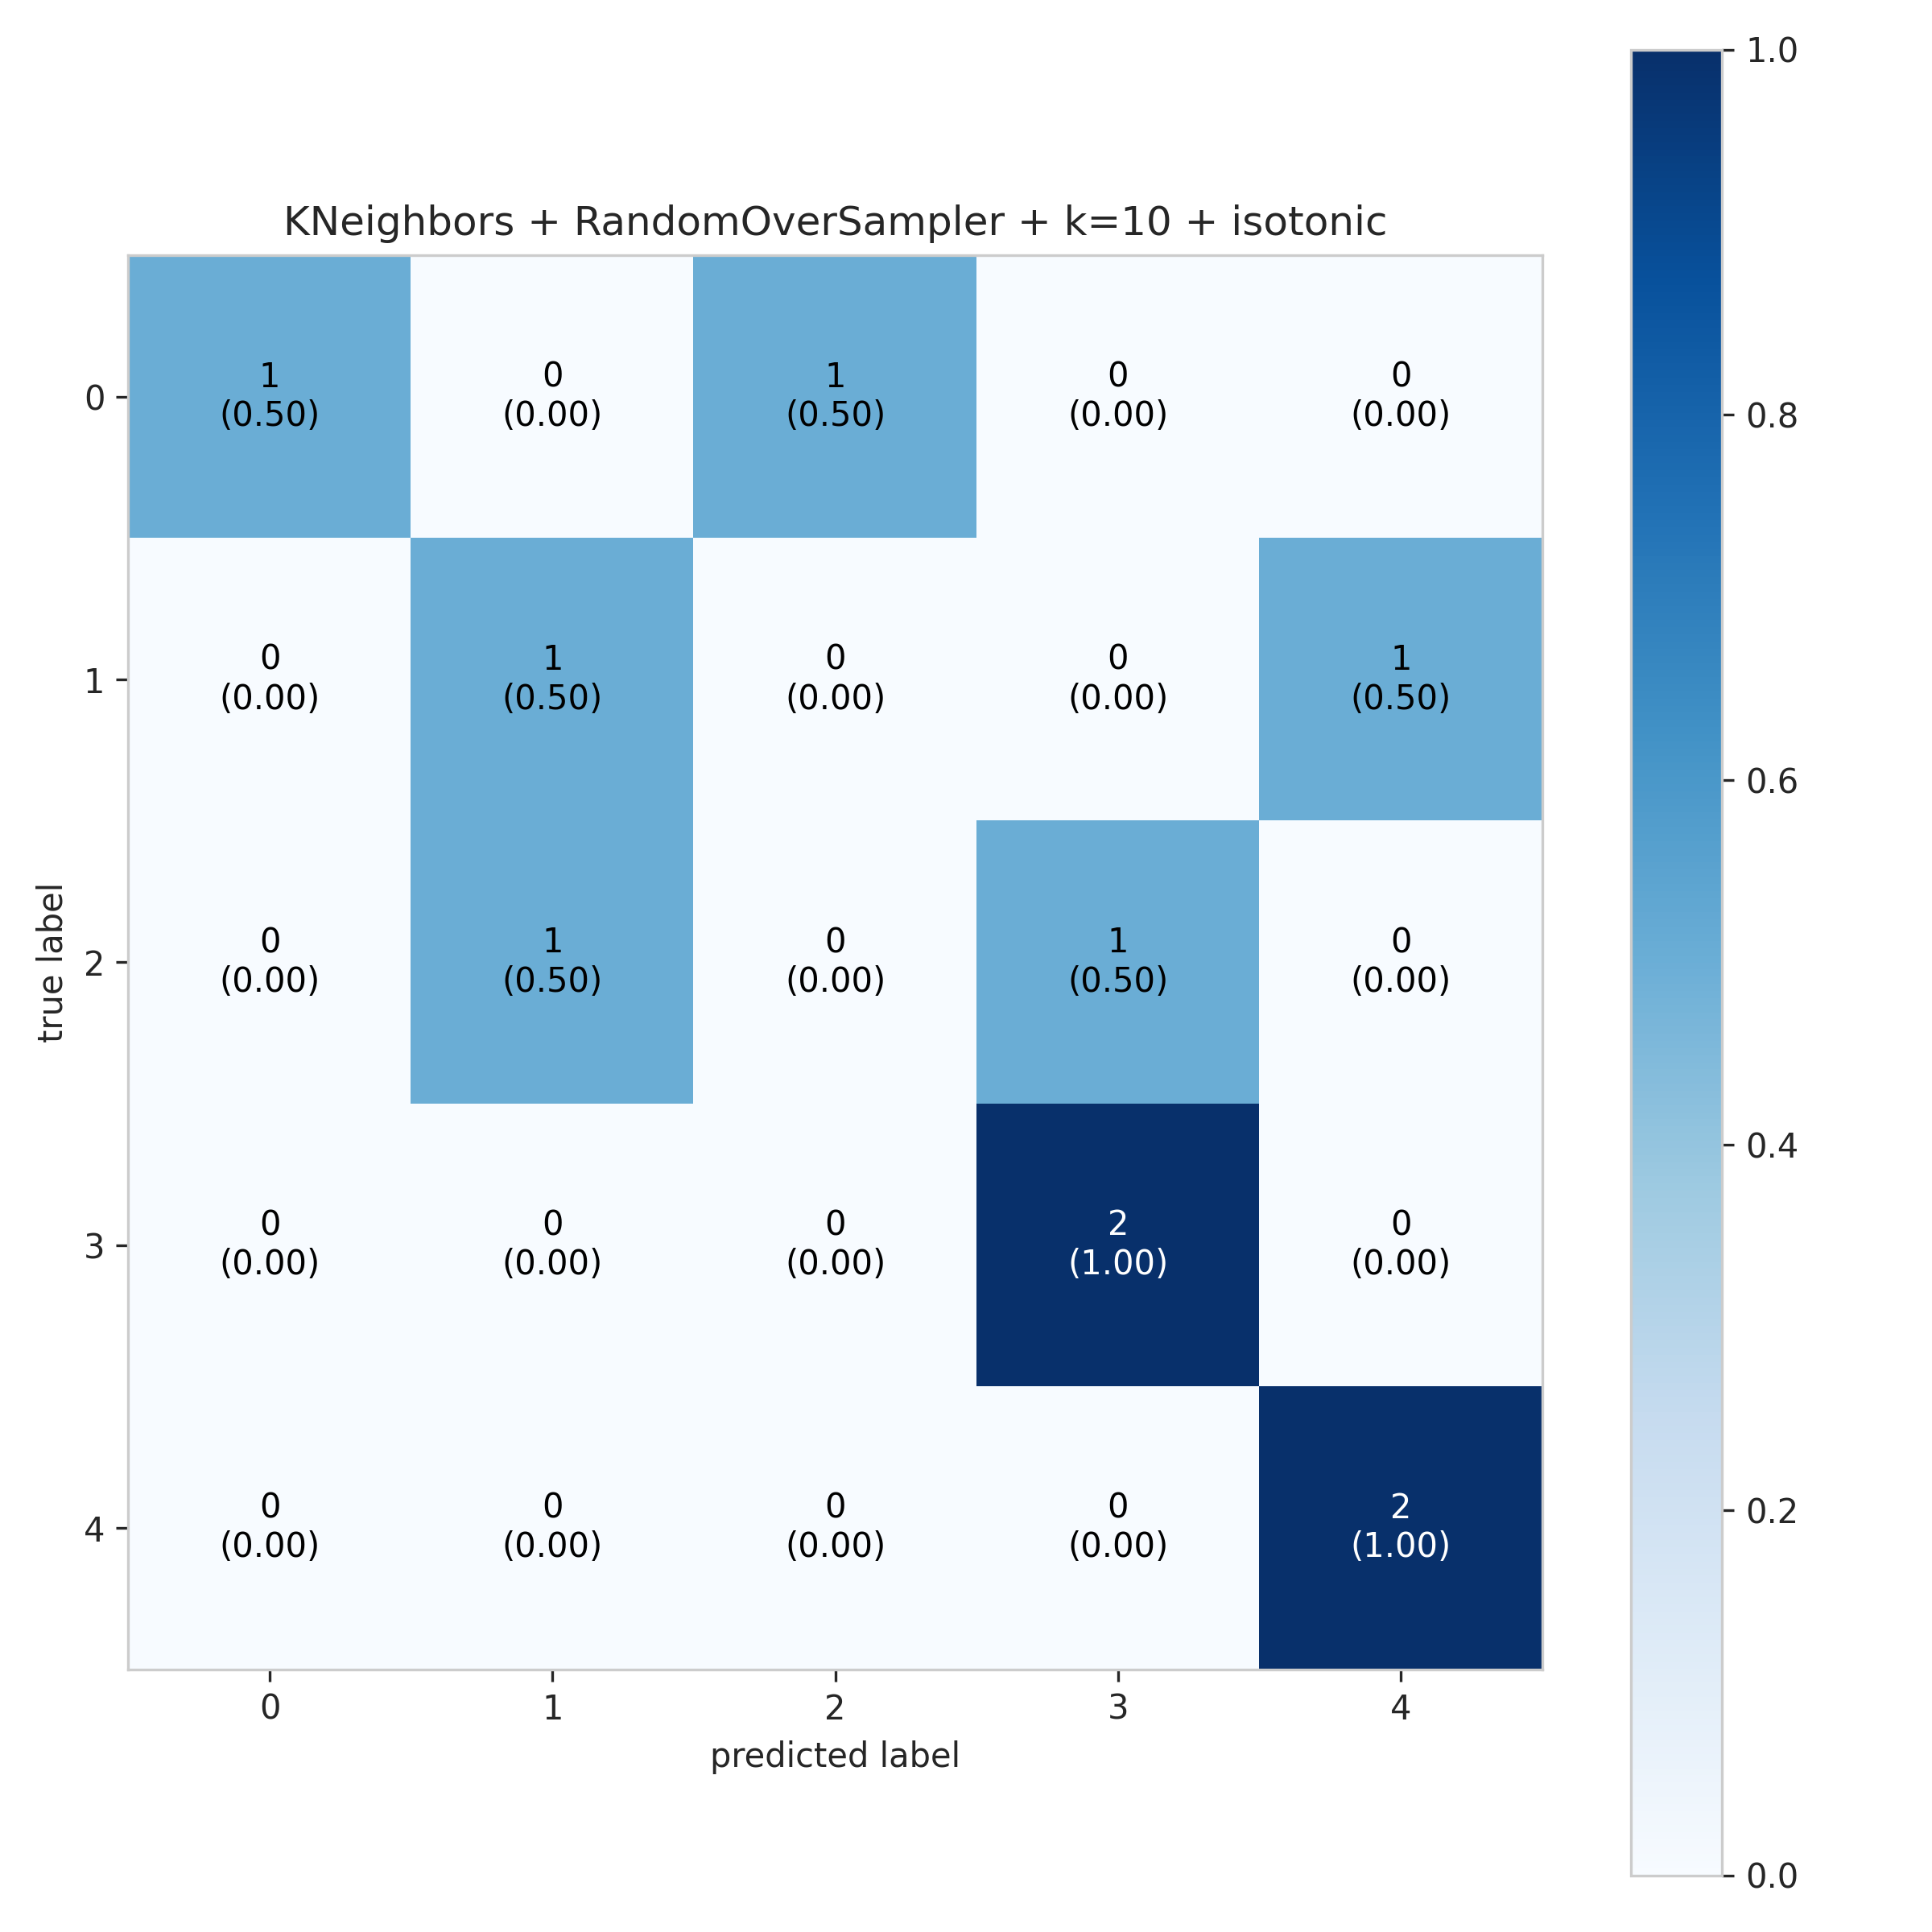 KNeighbors + RandomOverSampler + k=10 + isotonic
1 0 1 0 0
(0.50) (0.00) (0.50) (0.00) (0.00)
0
0 1 0 0 1
(0.00) (0.50) (0.00) (0.00) (0.50)
1
0 1 0 1 0
(0.00) (0.50) (0.00) (0.50) (0.00)
2
0 0 0 2 0
(0.00) (0.00) (0.00) (1.00) (0.00)
3
0 0 0 0 2
(0.00) (0.00) (0.00) (0.00) (1.00)
4
true label
0 1 2 3 4
predicted label
1.0
0.8
0.6
0.4
0.2
0.0